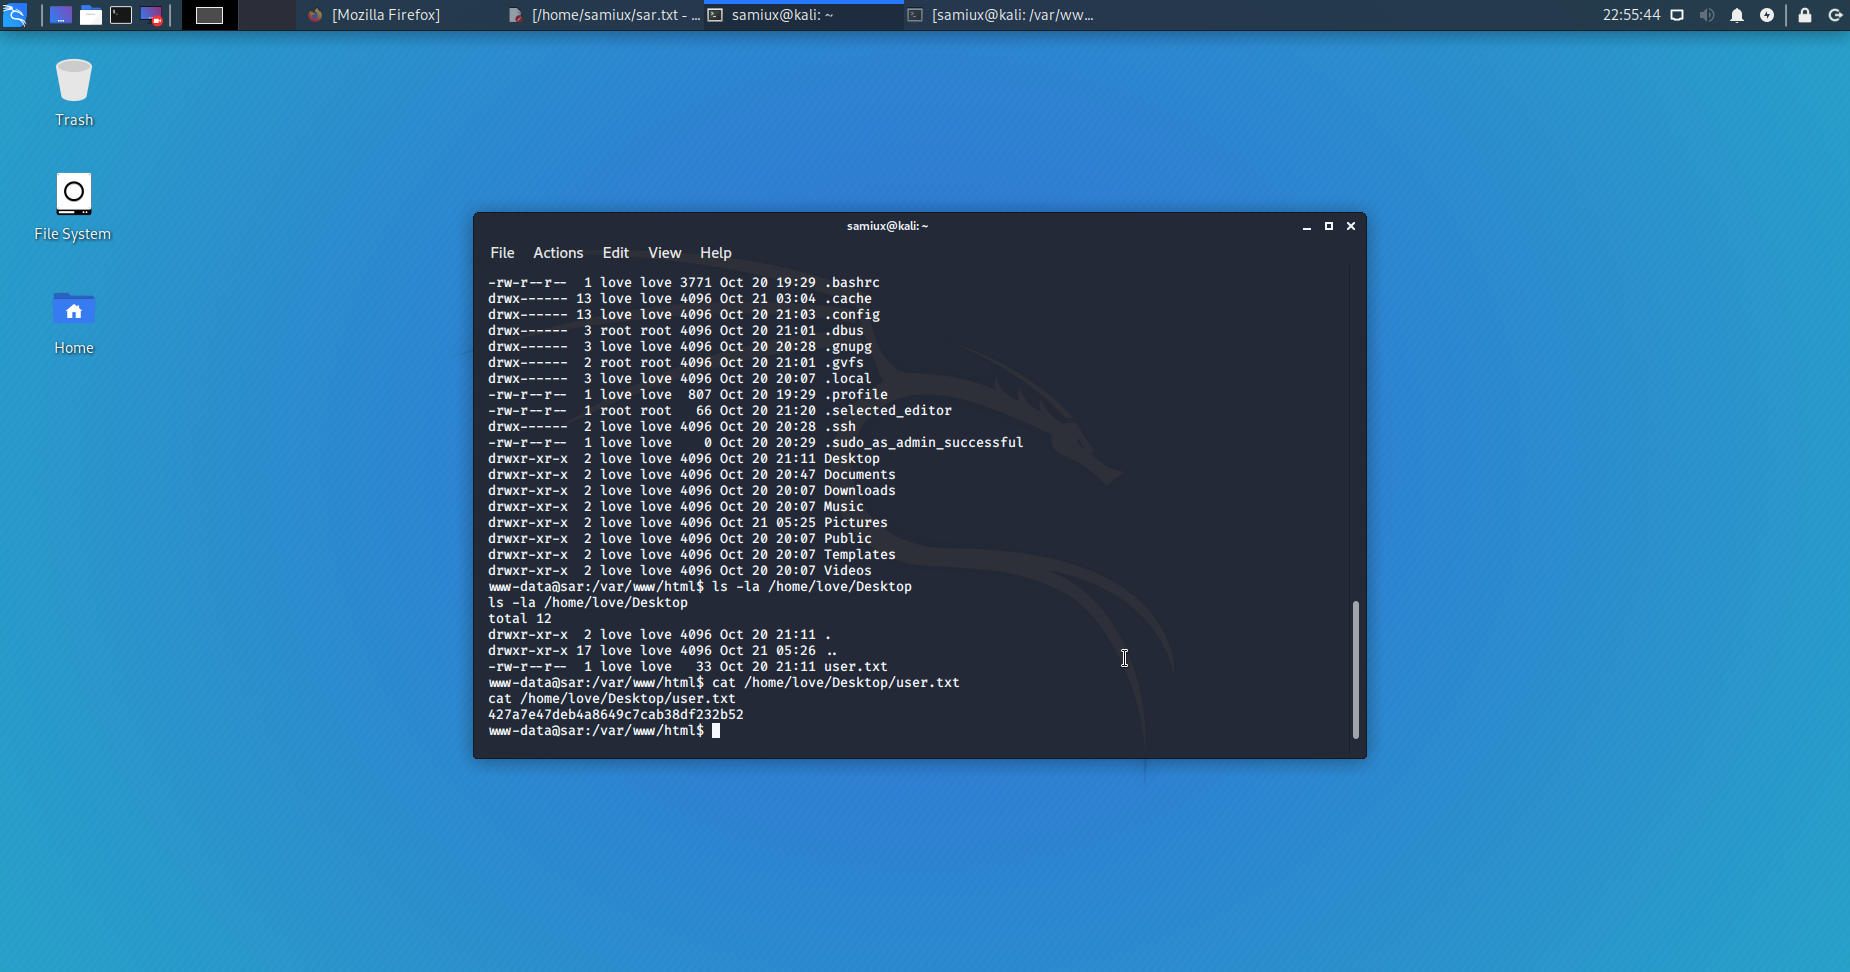 [Mozilla Firefox]
[/home/samiux/sar.txt - ...
samiux@kali: ~
[samiux@kali: /var/ww...
22:55:44
Trash
File System
Home
samiux@kali: ~
File Actions Edit View Help
-rw-r--r--  1 love love 3771 Oct 20 19:29 .bashrc
drwx------ 13 love love 4096 Oct 21 03:04 .cache
drwx------ 13 love love 4096 Oct 20 21:03 .config
drwx------  3 root root 4096 Oct 20 21:01 .dbus
drwx------  3 love love 4096 Oct 20 20:28 .gnupg
drwx------  2 root root 4096 Oct 20 21:01 .gvfs
drwx------  3 love love 4096 Oct 20 20:07 .local
-rw-r--r--  1 love love  807 Oct 20 19:29 .profile
-rw-r--r--  1 root root   66 Oct 20 21:20 .selected_editor
drwx------  2 love love 4096 Oct 20 20:28 .ssh
-rw-r--r--  1 love love    0 Oct 20 20:29 .sudo_as_admin_successful
drwxr-xr-x  2 love love 4096 Oct 20 21:11 Desktop
drwxr-xr-x  2 love love 4096 Oct 20 20:47 Documents
drwxr-xr-x  2 love love 4096 Oct 20 20:07 Downloads
drwxr-xr-x  2 love love 4096 Oct 20 20:07 Music
drwxr-xr-x  2 love love 4096 Oct 21 05:25 Pictures
drwxr-xr-x  2 love love 4096 Oct 20 20:07 Public
drwxr-xr-x  2 love love 4096 Oct 20 20:07 Templates
drwxr-xr-x  2 love love 4096 Oct 20 20:07 Videos
www-data@sar:/var/www/html$ ls -la /home/love/Desktop
ls -la /home/love/Desktop
total 12
drwxr-xr-x  2 love love 4096 Oct 20 21:11 .
drwxr-xr-x 17 love love 4096 Oct 21 05:26 ..
-rw-r--r--  1 love love   33 Oct 20 21:11 user.txt
www-data@sar:/var/www/html$ cat /home/love/Desktop/user.txt
cat /home/love/Desktop/user.txt
427a7e47deb4a8649c7cab38df232b52
www-data@sar:/var/www/html$